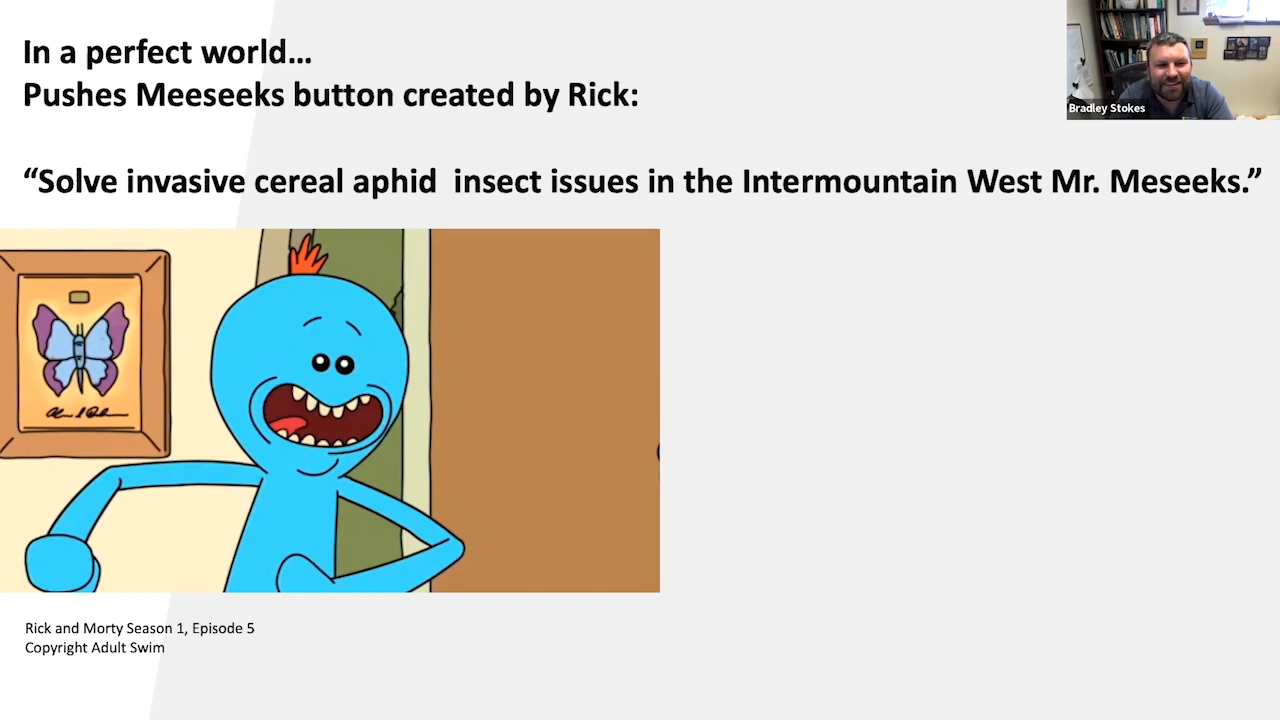 In a perfect world…
Pushes Meeseeks button created by Rick:
“Solve invasive cereal aphid  insect issues in the Intermountain West Mr. Meseeks.”
Bradley Stokes
Rick and Morty Season 1, Episode 5
Copyright Adult Swim